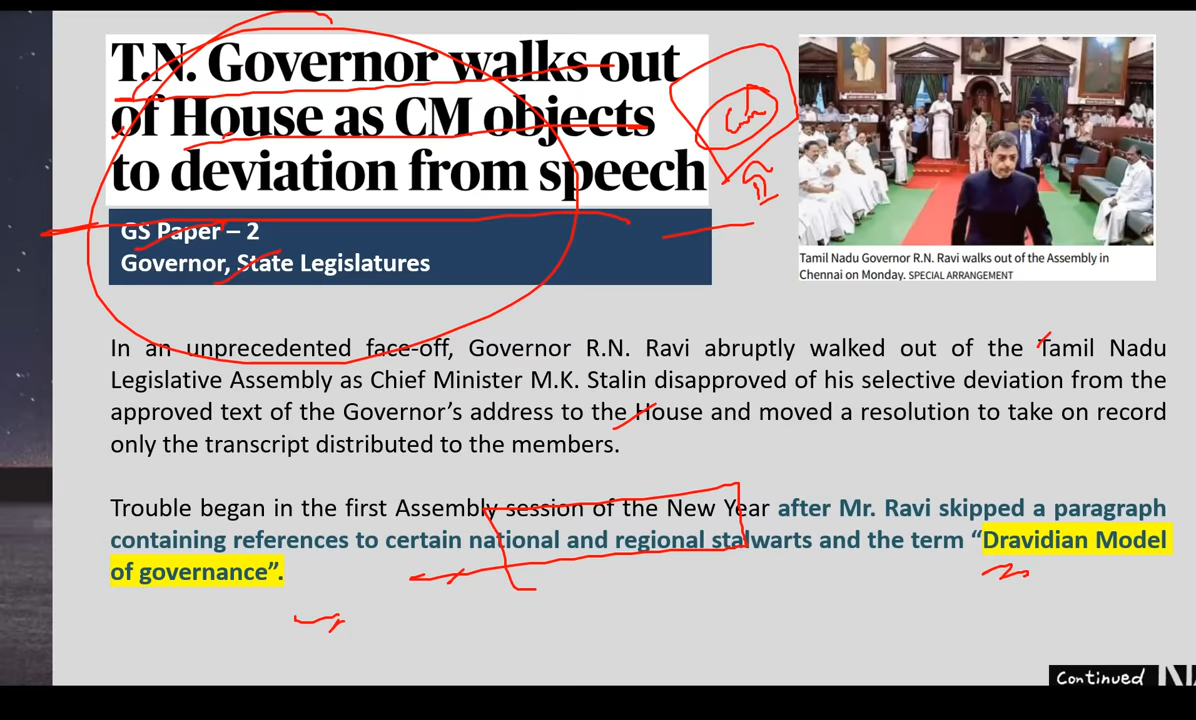 T.N. Governor walks out
of House as CM objects
to deviation from speech
GS Paper – 2
Governor, State Legislatures
Tamil Nadu Governor R.N. Ravi walks out of the Assembly in
Chennai on Monday. SPECIAL ARRANGEMENT
In an unprecedented face-off, Governor R.N. Ravi abruptly walked out of the Tamil Nadu
Legislative Assembly as Chief Minister M.K. Stalin disapproved of his selective deviation from the
approved text of the Governor's address to the House and moved a resolution to take on record
only the transcript distributed to the members.
Trouble began in the first Assembly session of the New Year after Mr. Ravi skipped a paragraph
containing references to certain national and regional stalwarts and the term “Dravidian Model
of governance”.
Continued